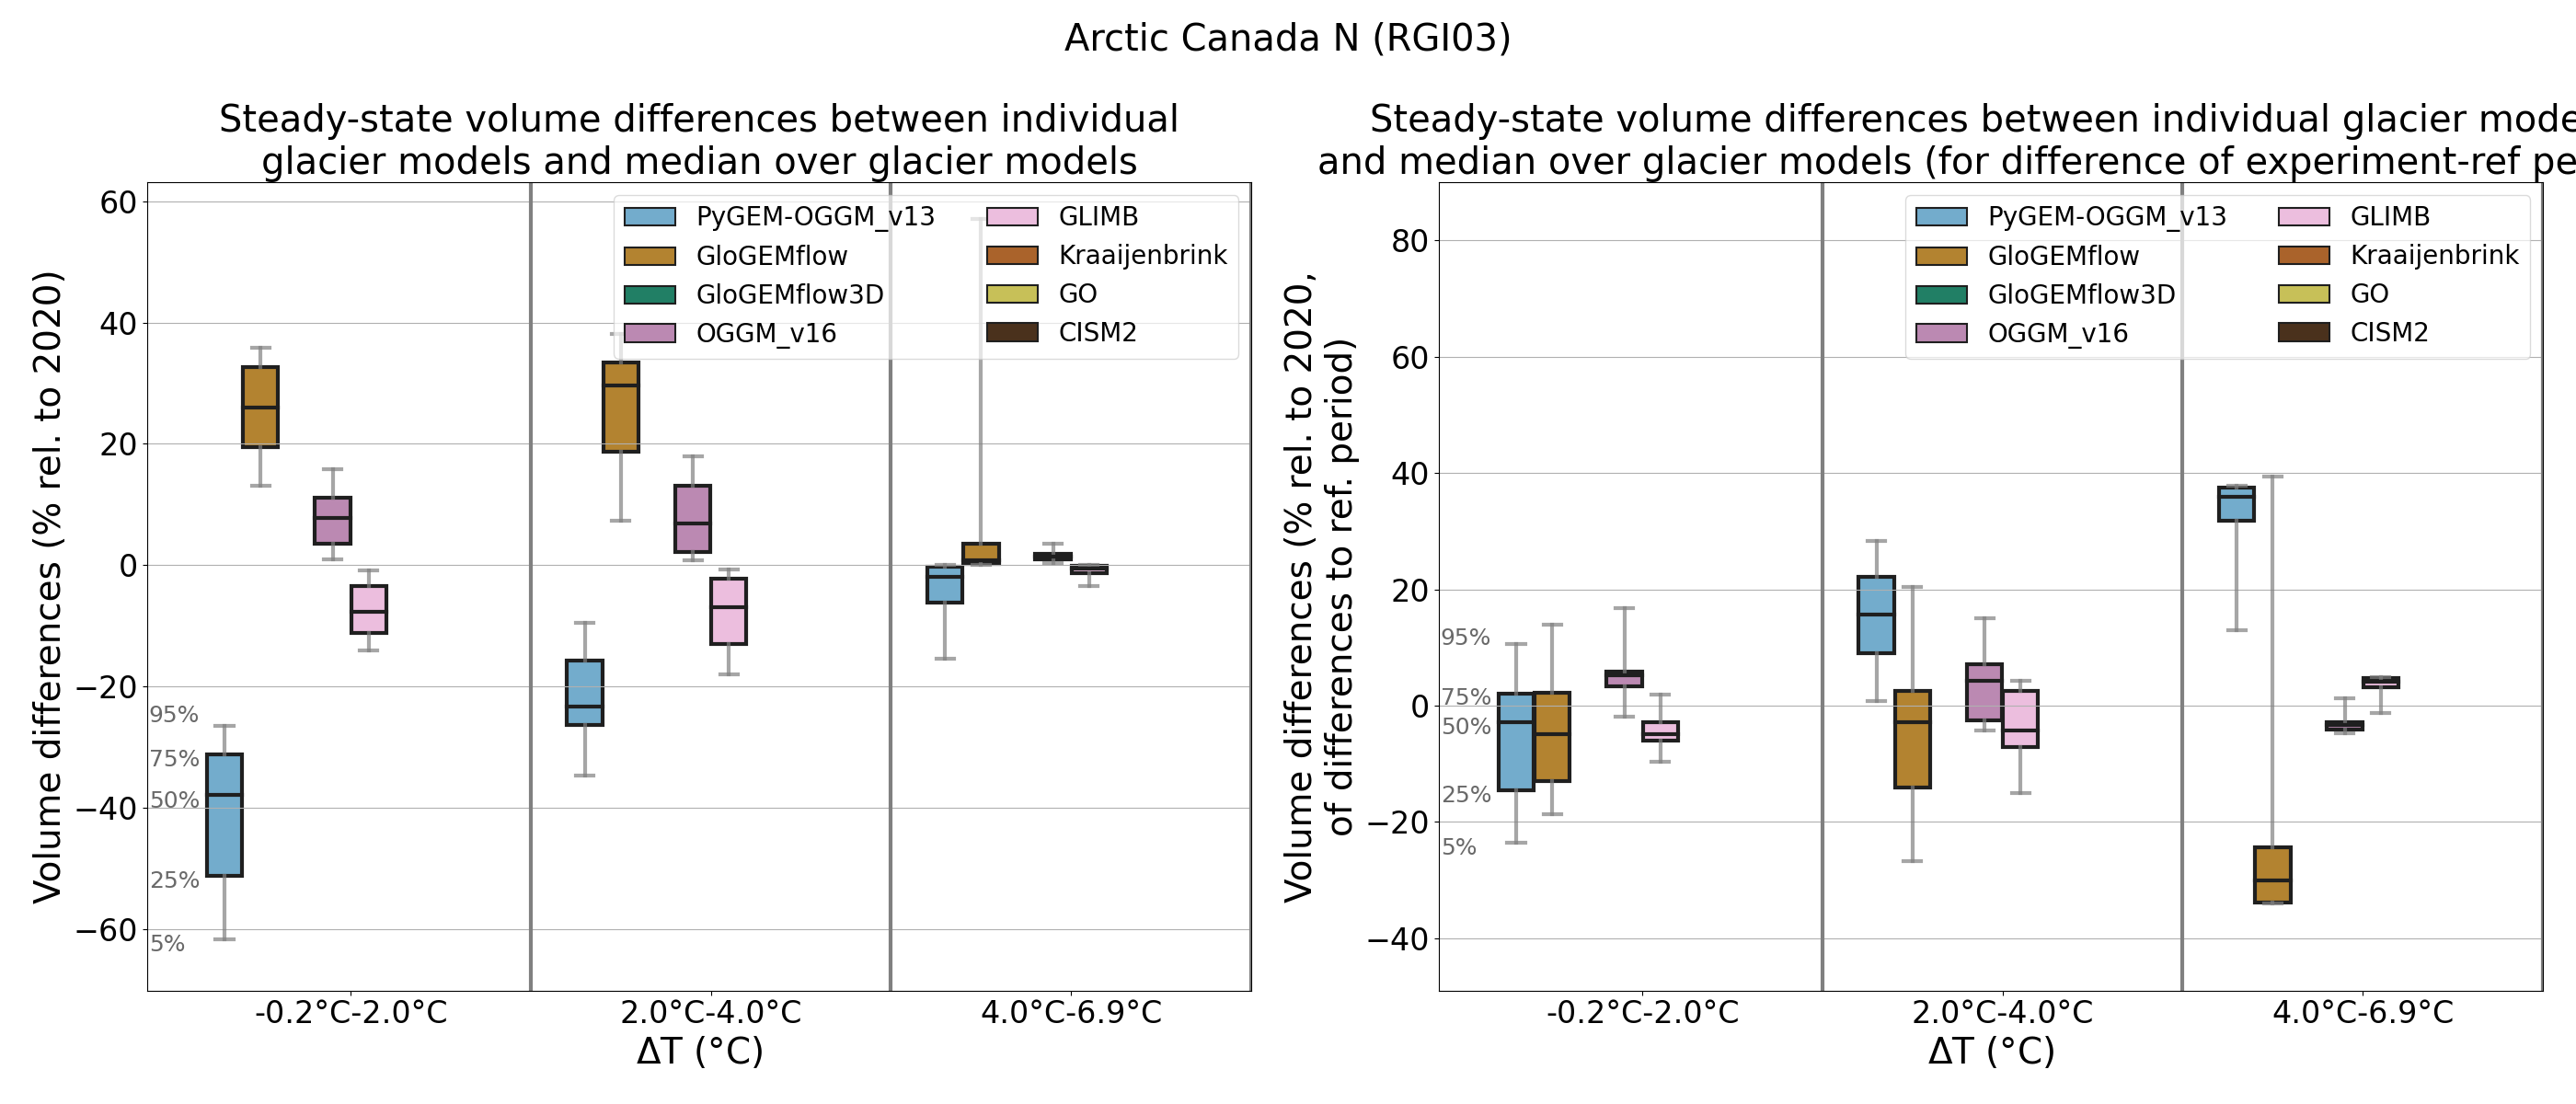 Arctic Canada N (RGI03)
Steady-state volume differences between individual
glacier models and median over glacier models
Volume differences (% rel. to 2020)
60
40
20
0
−20
−40
−60
95%
75%
50%
25%
5%
PyGEM-OGGM_v13
GloGEMflow
GloGEMflow3D
OGGM_v16
GLIMB
Kraaijenbrink
GO
CISM2
-0.2°C-2.0°C
2.0°C-4.0°C
4.0°C-6.9°C
ΔT (°C)
Steady-state volume differences between individual glacier mode
and median over glacier models (for difference of experiment-ref pe
Volume differences (% rel. to 2020,
of differences to ref. period)
80
60
40
20
0
−20
−40
95%
75%
50%
25%
5%
PyGEM-OGGM_v13
GloGEMflow
GloGEMflow3D
OGGM_v16
GLIMB
Kraaijenbrink
GO
CISM2
-0.2°C-2.0°C
2.0°C-4.0°C
4.0°C-6.9°C
ΔT (°C)